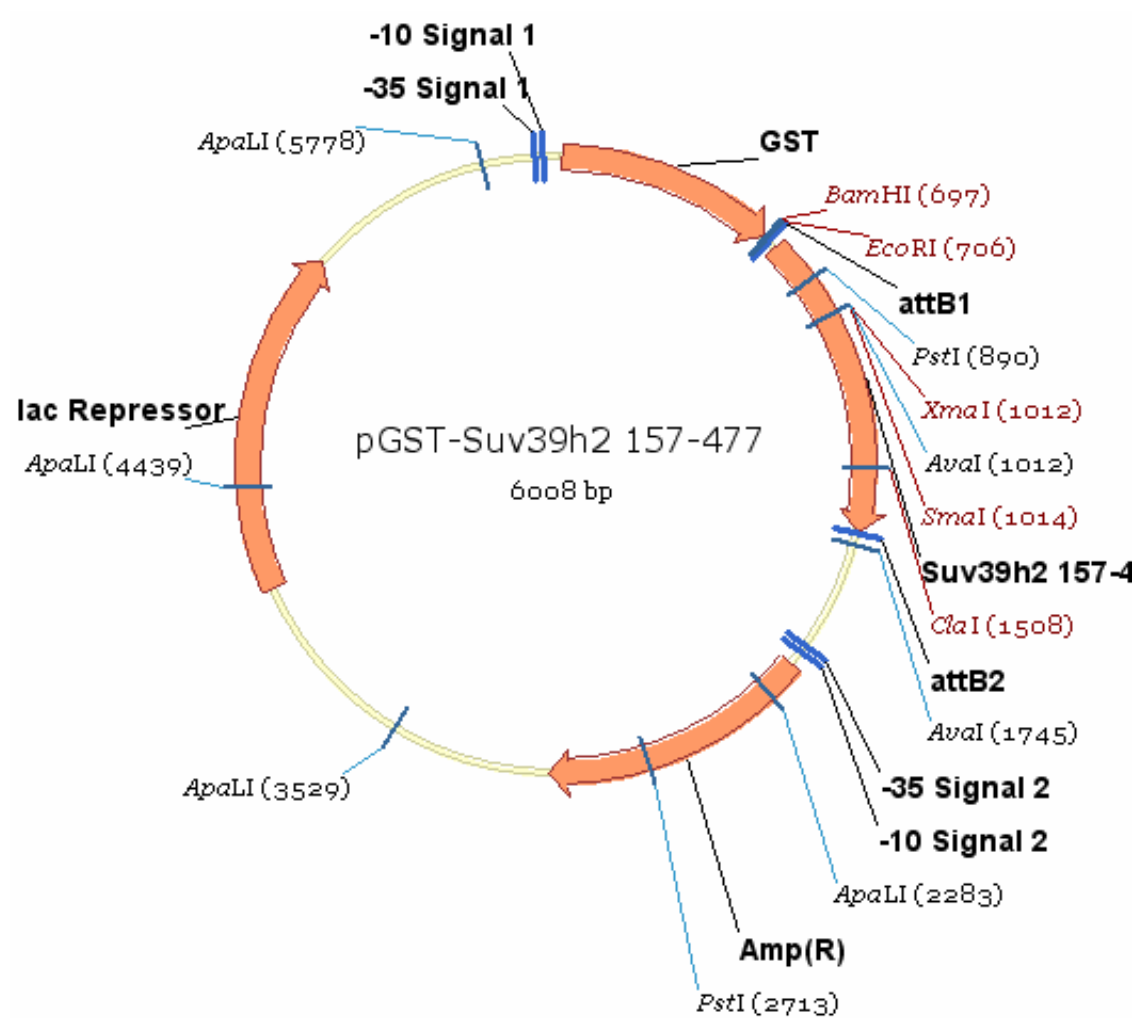 -10 Signal 1
-35 Signal 1
ApaLI (5778)
GST
BamHI (697)
EcoRI (706)
attB1
PstI (890)
XmaI (1012)
AvaI (1012)
SmaI (1014)
Suv39h2 157-4
ClaI (1508)
attB2
AvaI (1745)
-35 Signal 2
-10 Signal 2
ApaLI (2283)
Amp(R)
PstI (2713)
ApaLI (3529)
ApaLI (4439)
lac Repressor
pGST-Suv39h2 157-477
6008 bp